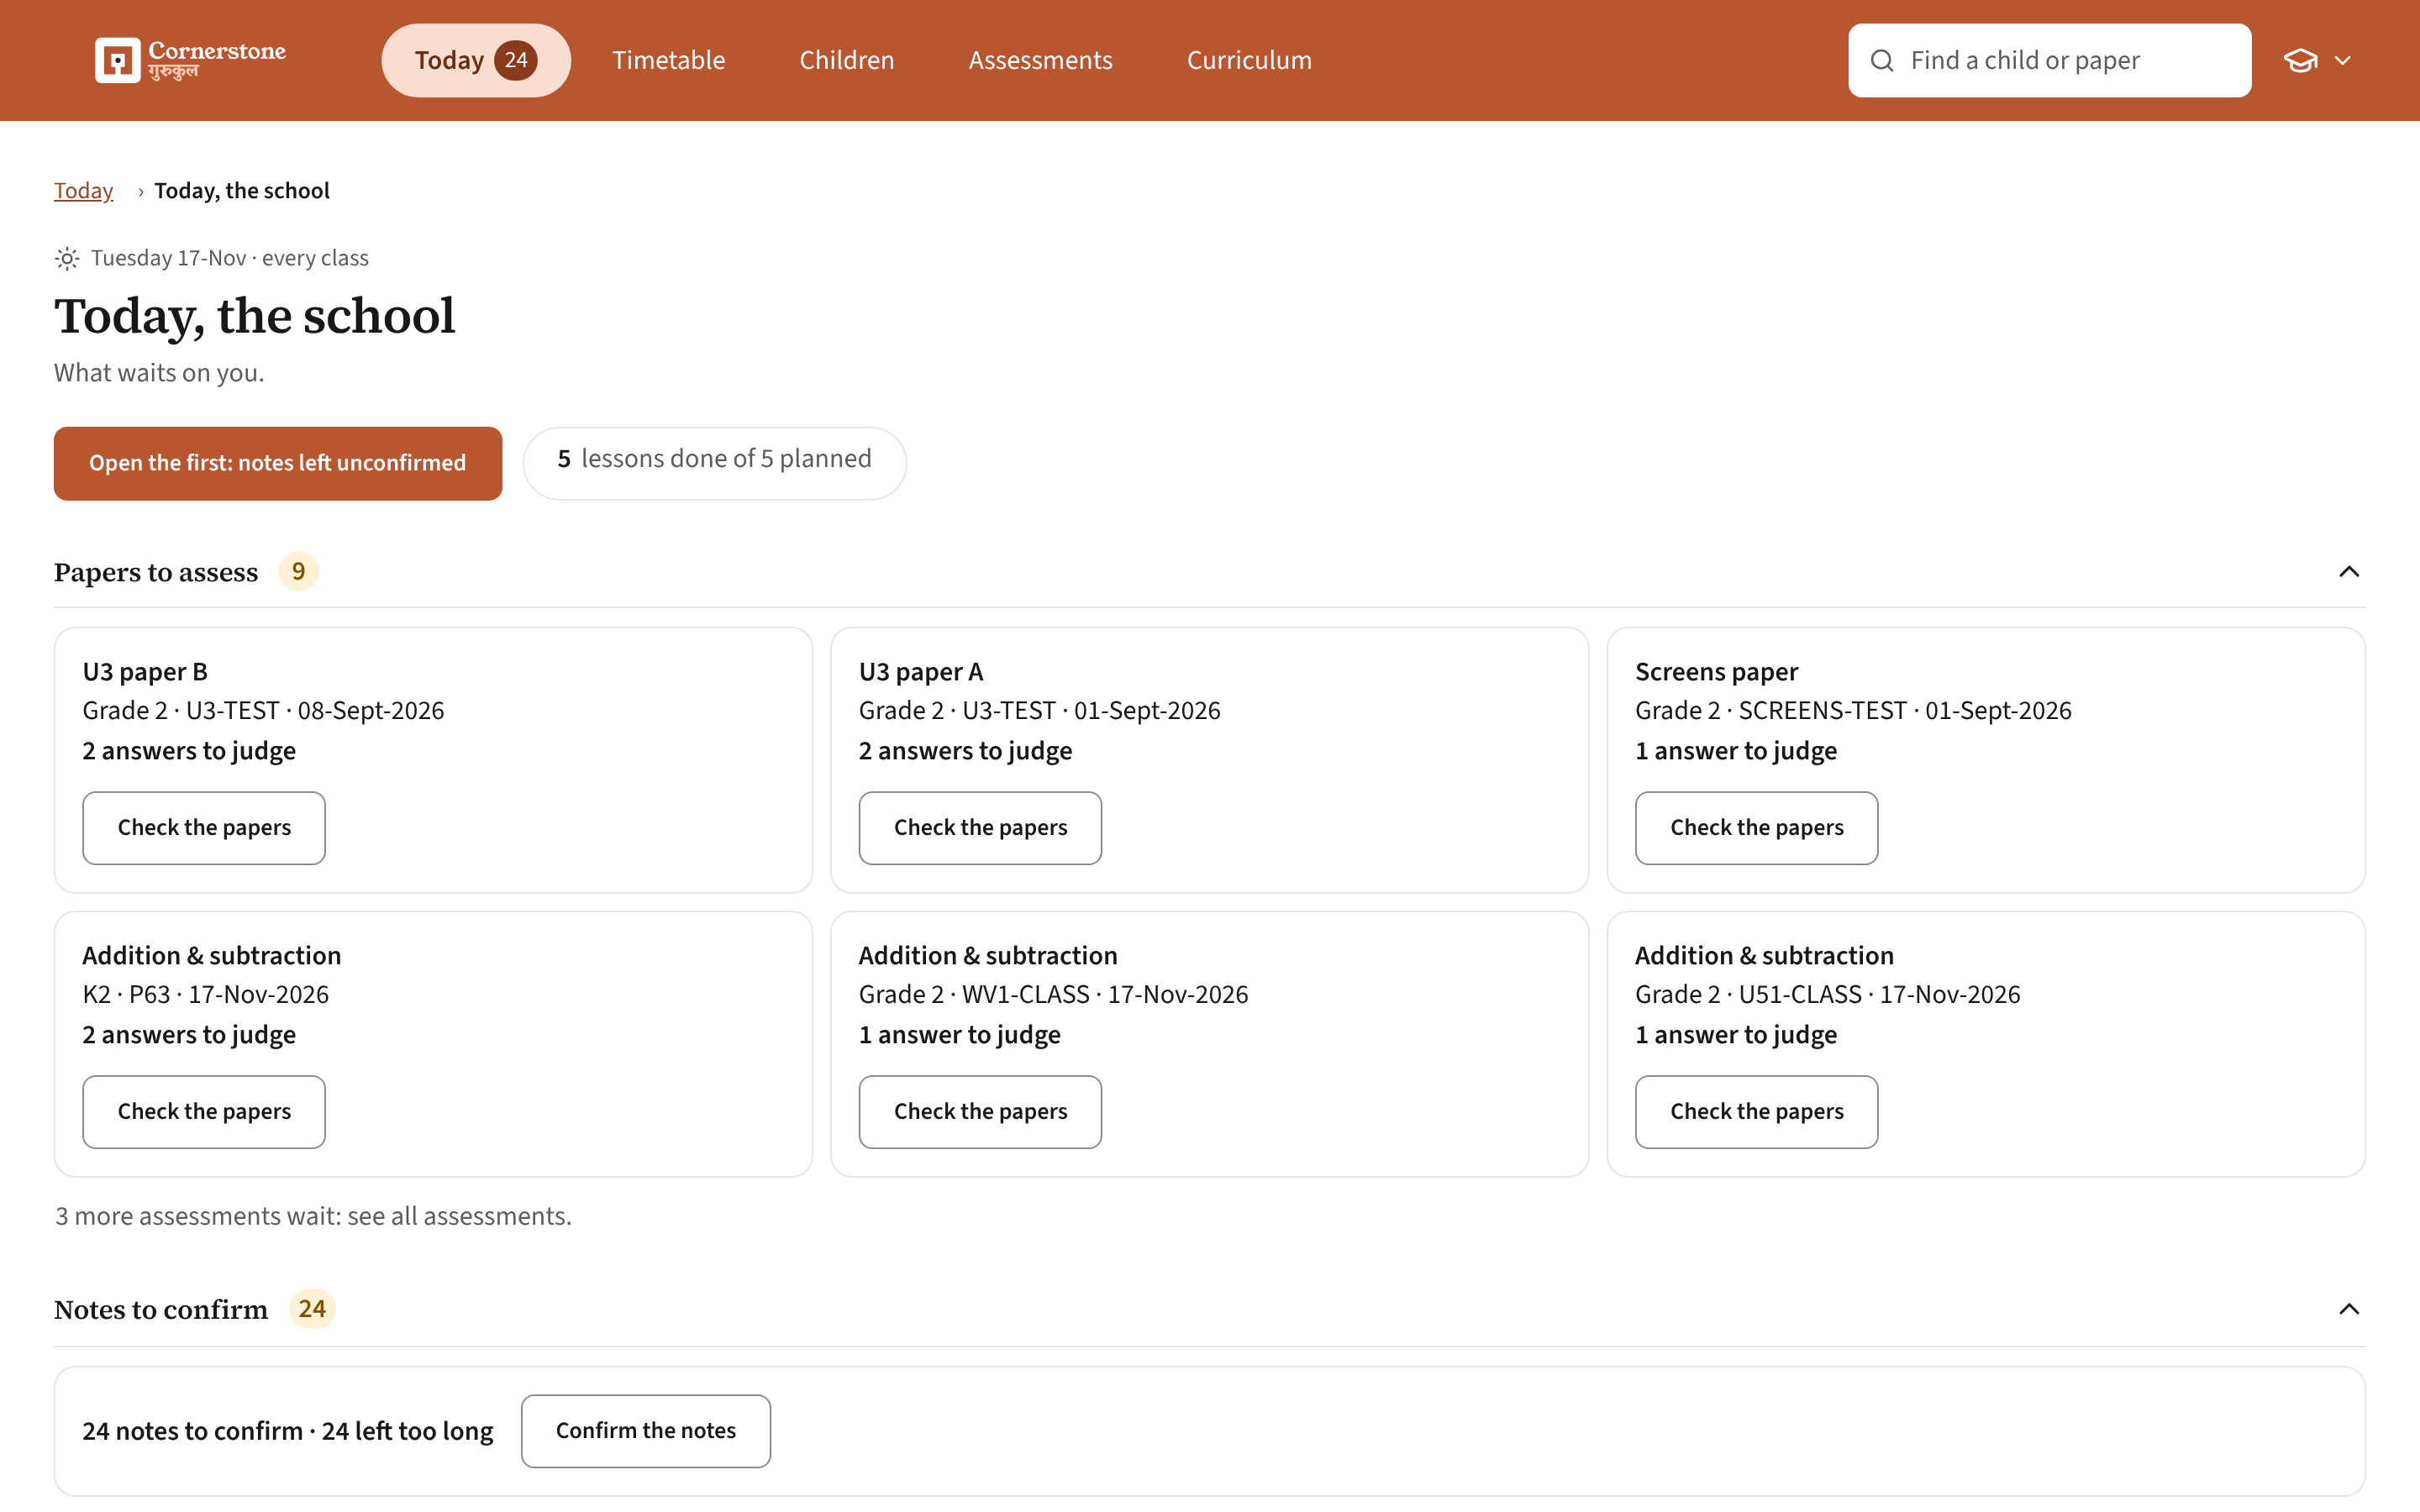 Cornerstone
गुरुकुल
Today 24
Timetable
Children
Assessments
Curriculum
Find a child or paper
Today › Today, the school
Tuesday 17-Nov · every class
Today, the school
What waits on you.
Open the first: notes left unconfirmed
5 lessons done of 5 planned
Papers to assess 9
U3 paper B
Grade 2 · U3-TEST · 08-Sept-2026
2 answers to judge
Check the papers
U3 paper A
Grade 2 · U3-TEST · 01-Sept-2026
2 answers to judge
Check the papers
Screens paper
Grade 2 · SCREENS-TEST · 01-Sept-2026
1 answer to judge
Check the papers
Addition & subtraction
K2 · P63 · 17-Nov-2026
2 answers to judge
Check the papers
Addition & subtraction
Grade 2 · WV1-CLASS · 17-Nov-2026
1 answer to judge
Check the papers
Addition & subtraction
Grade 2 · U51-CLASS · 17-Nov-2026
1 answer to judge
Check the papers
3 more assessments wait: see all assessments.
Notes to confirm 24
24 notes to confirm · 24 left too long
Confirm the notes